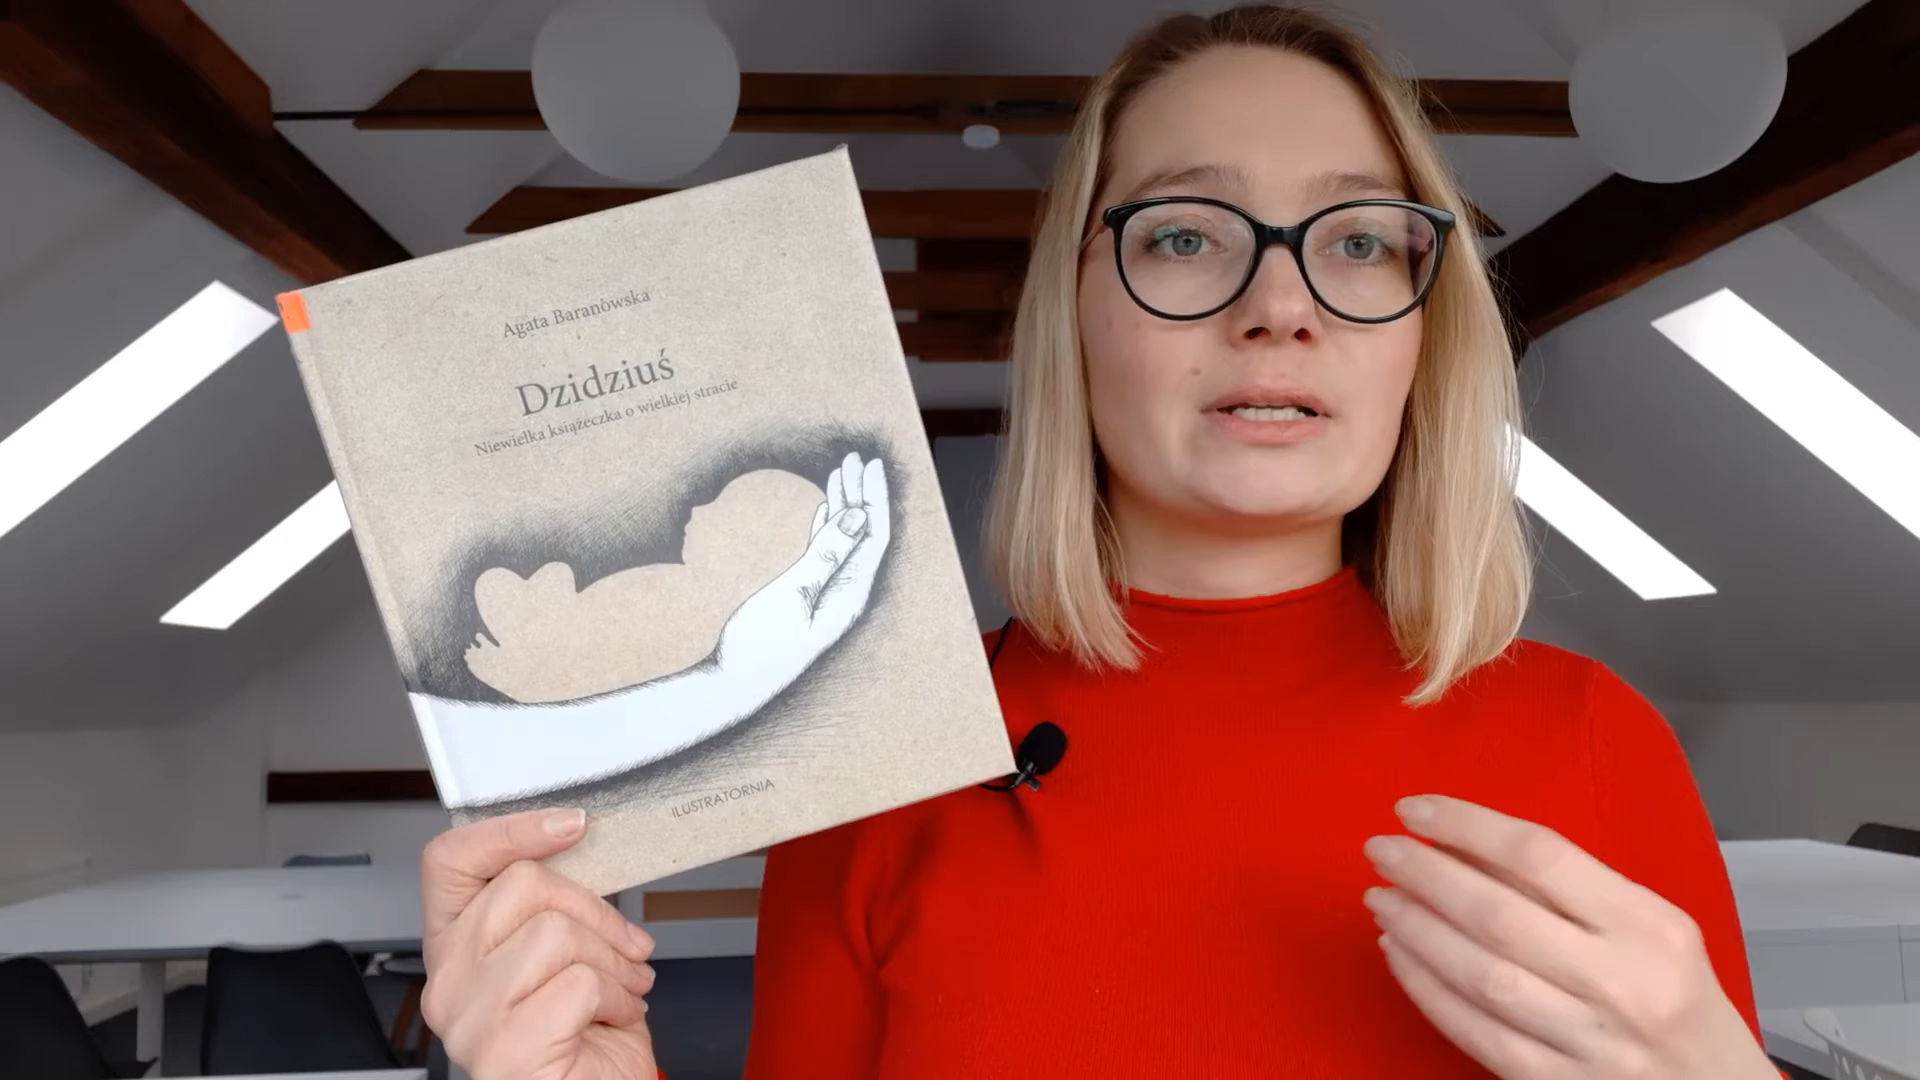 Agata Baranowska
Dzidziuś
Niewielka książeczka o wielkiej stracie
ILUSTRATORNIA